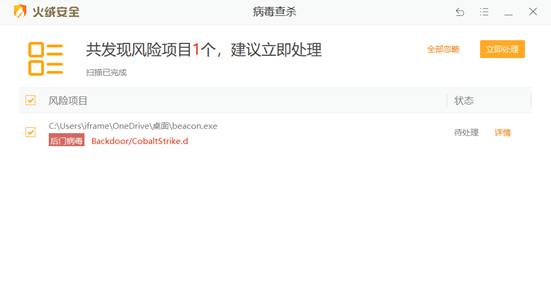 火绒安全
病毒查杀
共发现风险项目1个，建议立即处理
全部忽略
立即处理
扫描已完成
风险项目
状态
C:\Users\iframe\OneDrive\桌面\beacon.exe
待处理
详情
后门病毒 Backdoor/CobaltStrike.d